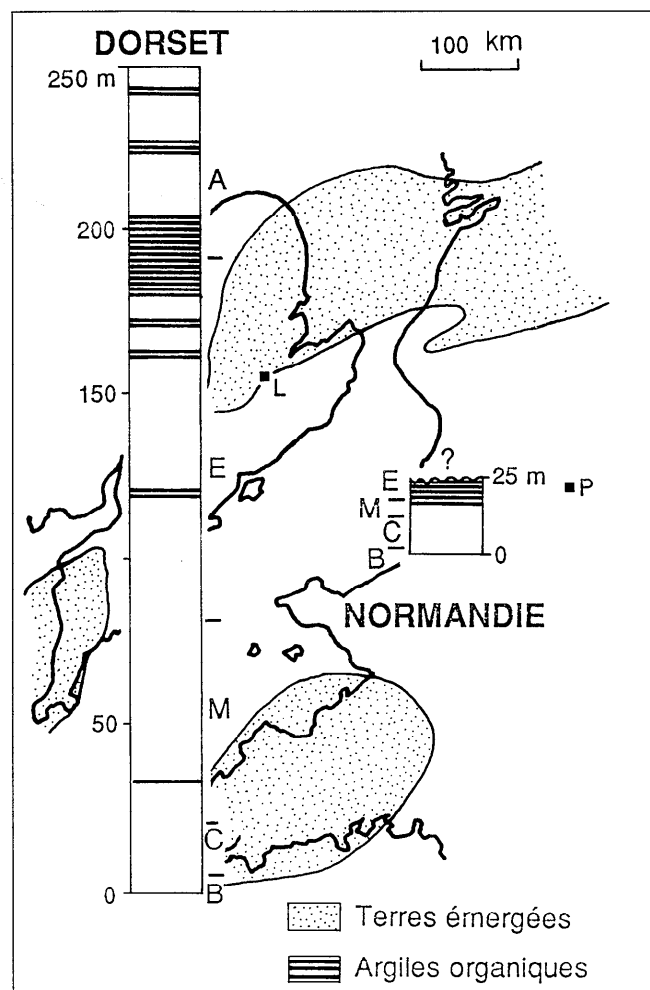 DORSET
100 km
250 m
A
200
L
150
E
?
E
25 m
P
M
C
B
0
NORMANDIE
M
50
C
B
0
Terres émergées
Argiles organiques